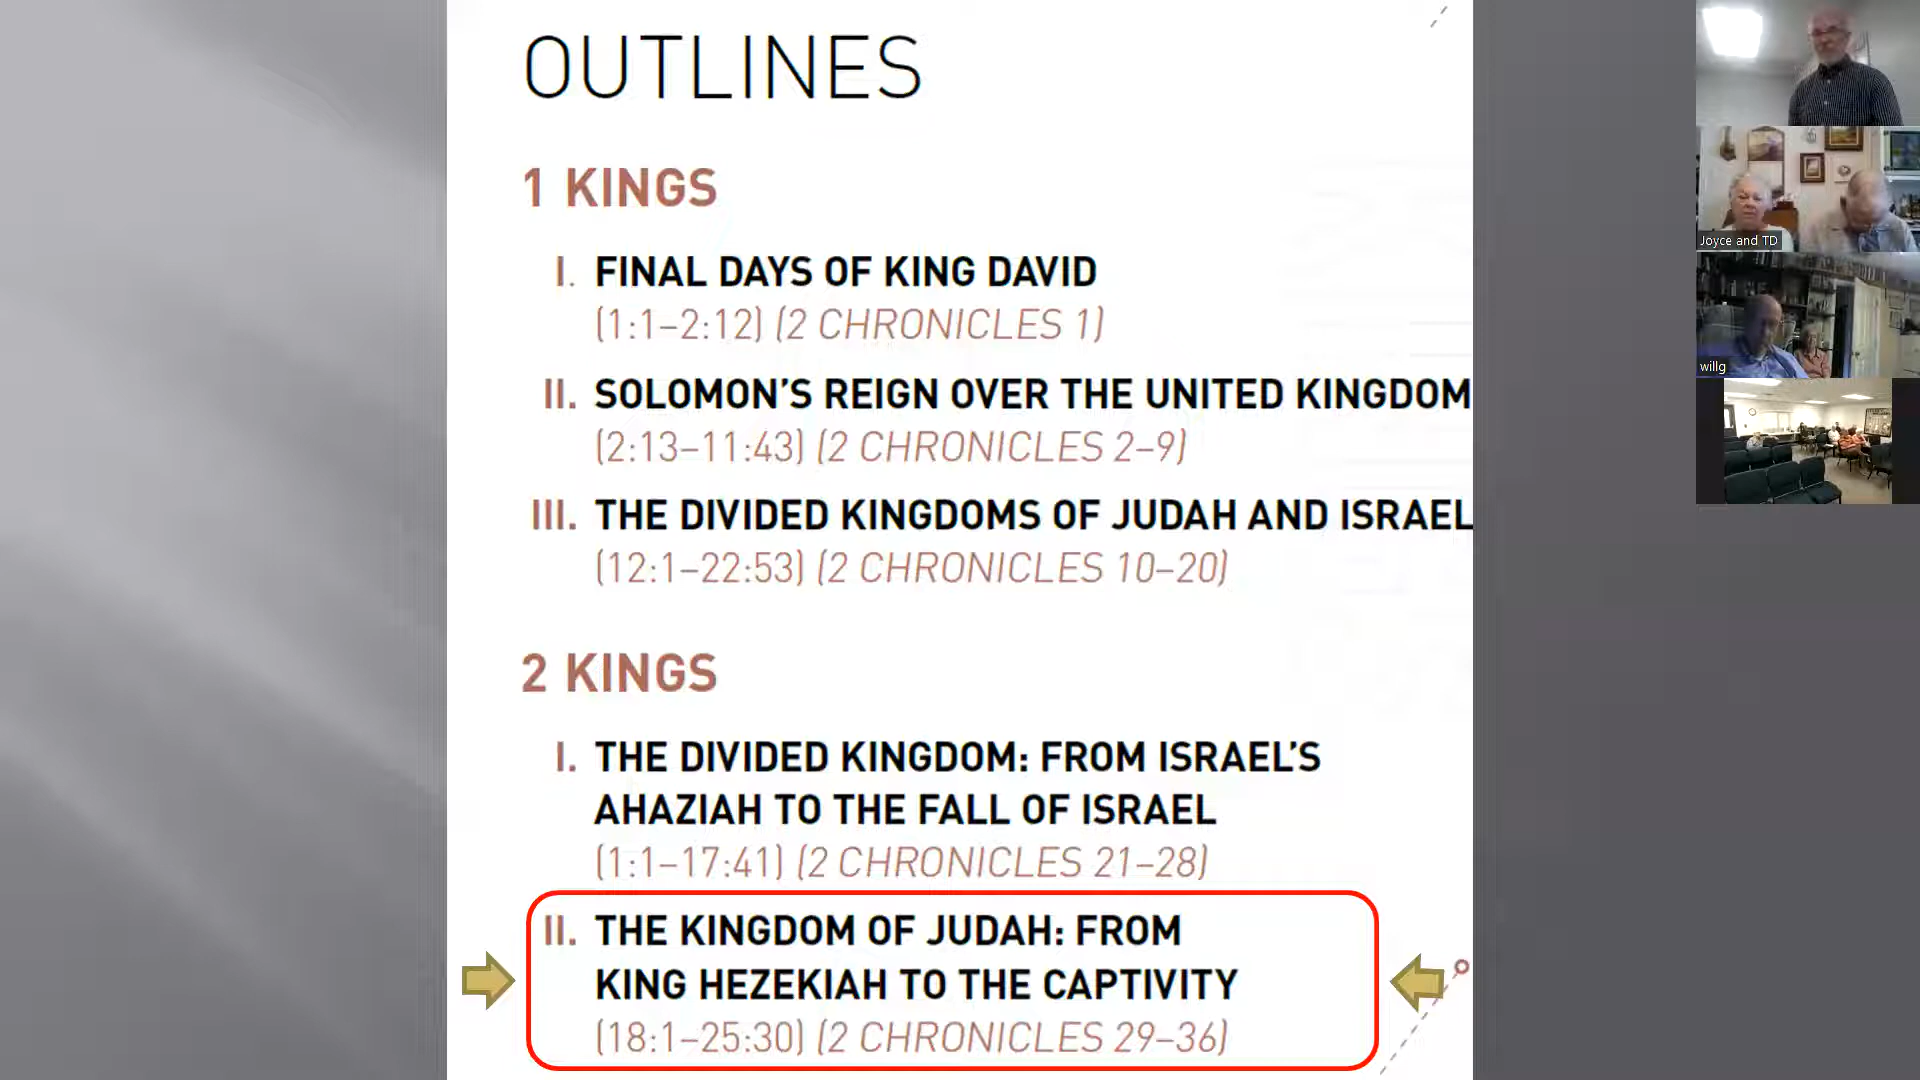 OUTLINES
1 KINGS
I. FINAL DAYS OF KING DAVID
(1:1–2:12) (2 CHRONICLES 1)
II. SOLOMON’S REIGN OVER THE UNITED KINGDOM
(2:13–11:43) (2 CHRONICLES 2–9)
III. THE DIVIDED KINGDOMS OF JUDAH AND ISRAEL
(12:1–22:53) (2 CHRONICLES 10–20)
2 KINGS
I. THE DIVIDED KINGDOM: FROM ISRAEL’S
AHAZIAH TO THE FALL OF ISRAEL
(1:1–17:41) (2 CHRONICLES 21–28)
II. THE KINGDOM OF JUDAH: FROM
KING HEZEKIAH TO THE CAPTIVITY
(18:1–25:30) (2 CHRONICLES 29–36)
Joyce and TD
willg